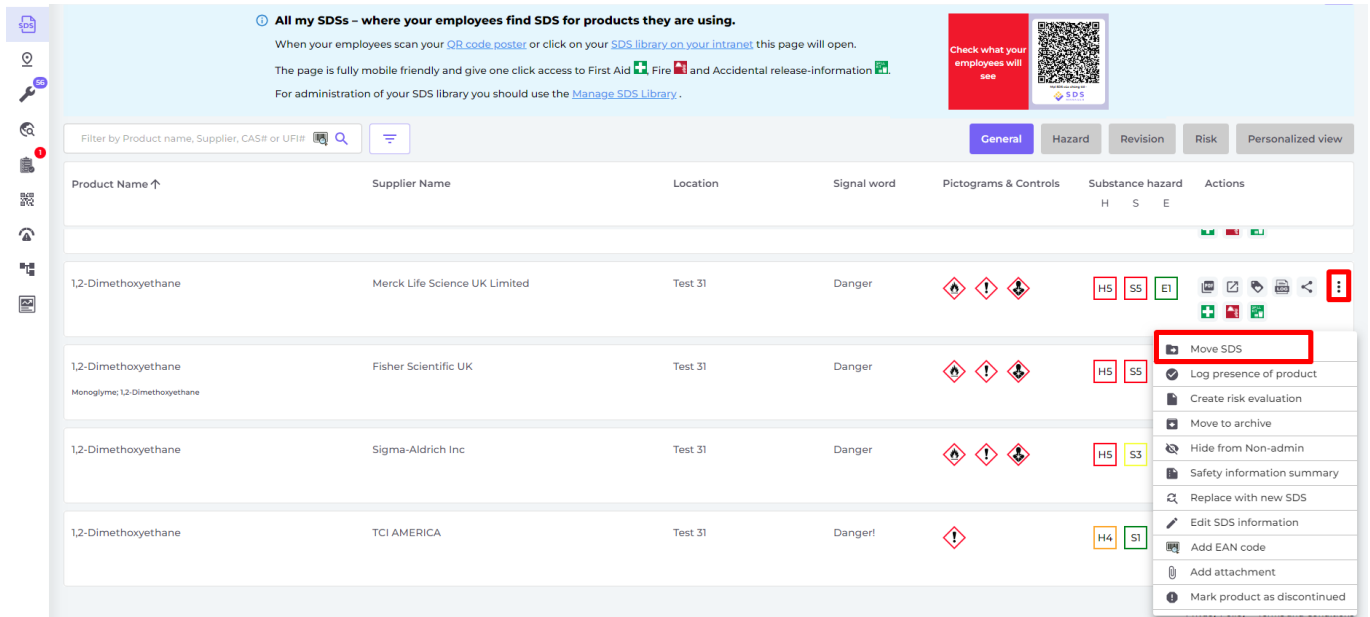 SDS
All my SDSs – where your employees find SDS for products they are using.
When your employees scan your QR code poster or click on your SDS library on your intranet this page will open.
The page is fully mobile friendly and give one click access to First Aid , Fire and Accidental release-information .
For administration of your SDS library you should use the Manage SDS Library .
Check what your
employees will
see
SDS
56
1
Filter by Product name, Supplier, CAS# or UFI#
General
Hazard
Revision
Risk
Personalized view
Product Name
Supplier Name
Location
Signal word
Pictograms & Controls
Substance hazard
Actions
H S E
1,2-Dimethoxyethane
Merck Life Science UK Limited
Test 31
Danger
H5 S5 E1
PDF
LOG
1,2-Dimethoxyethane
Monoglyme; 1,2-Dimethoxyethane
Fisher Scientific UK
Test 31
Danger
H5 S5
1,2-Dimethoxyethane
Sigma-Aldrich Inc
Test 31
Danger
H5 S3
1,2-Dimethoxyethane
TCI AMERICA
Test 31
Danger!
H4 S1
Move SDS
Log presence of product
Create risk evaluation
Move to archive
Hide from Non-admin
Safety information summary
Replace with new SDS
Edit SDS information
Add EAN code
Add attachment
Mark product as discontinued